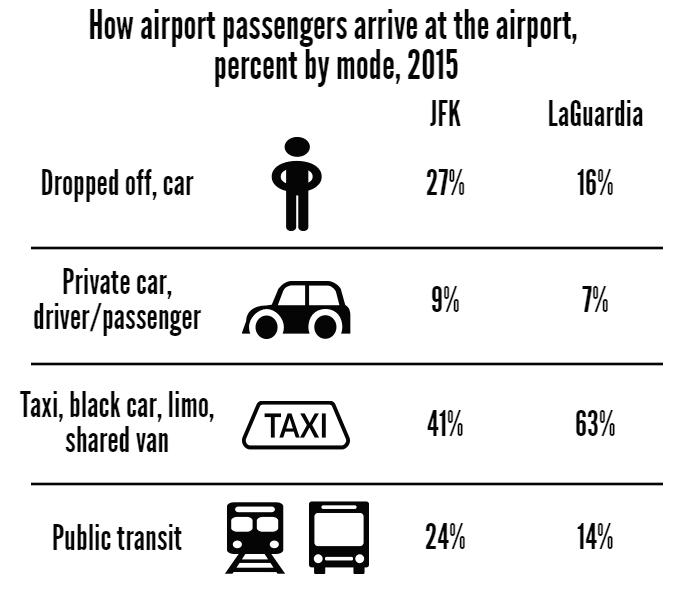 How airport passengers arrive at the airport,
percent by mode, 2015
JFK LaGuardia
Dropped off, car 27% 16%
Private car,
driver/passenger 9% 7%
Taxi, black car, limo,
shared van TAXI 41% 63%
Public transit 24% 14%